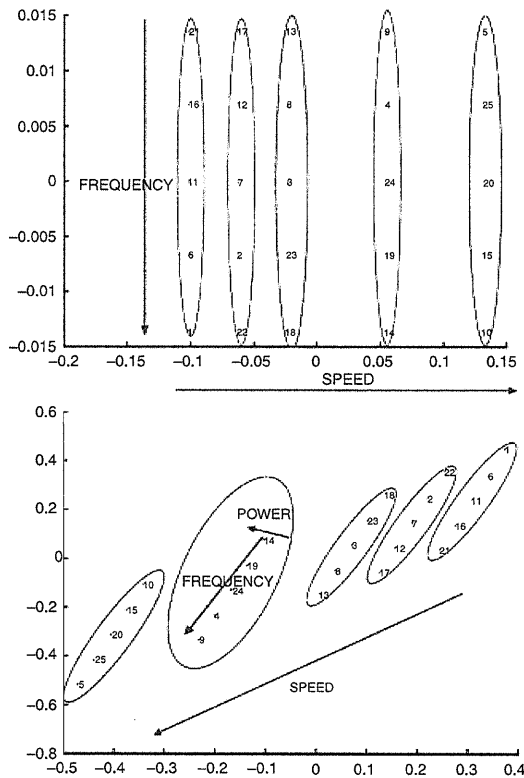 0.015
21 17 13 9 5
0.01
16 12 8 4 25
0.005
0 FREQUENCY 11 7 3 24 20
−0.005
6 2 23 19 15
−0.01
1 22 18 14 10
−0.015
−0.2 −0.15 −0.1 −0.05 0 0.05 0.1 0.15
SPEED
0.6
0.4
1
22 6
18 2 11
0.2
POWER 23 7 16
14 3 12 21
0
19 8 17
FREQUENCY
10 24 13
−0.2
15 4
20 9
−0.4
25
5
SPEED
−0.6
−0.8
−0.5 −0.4 −0.3 −0.2 −0.1 0 0.1 0.2 0.3 0.4